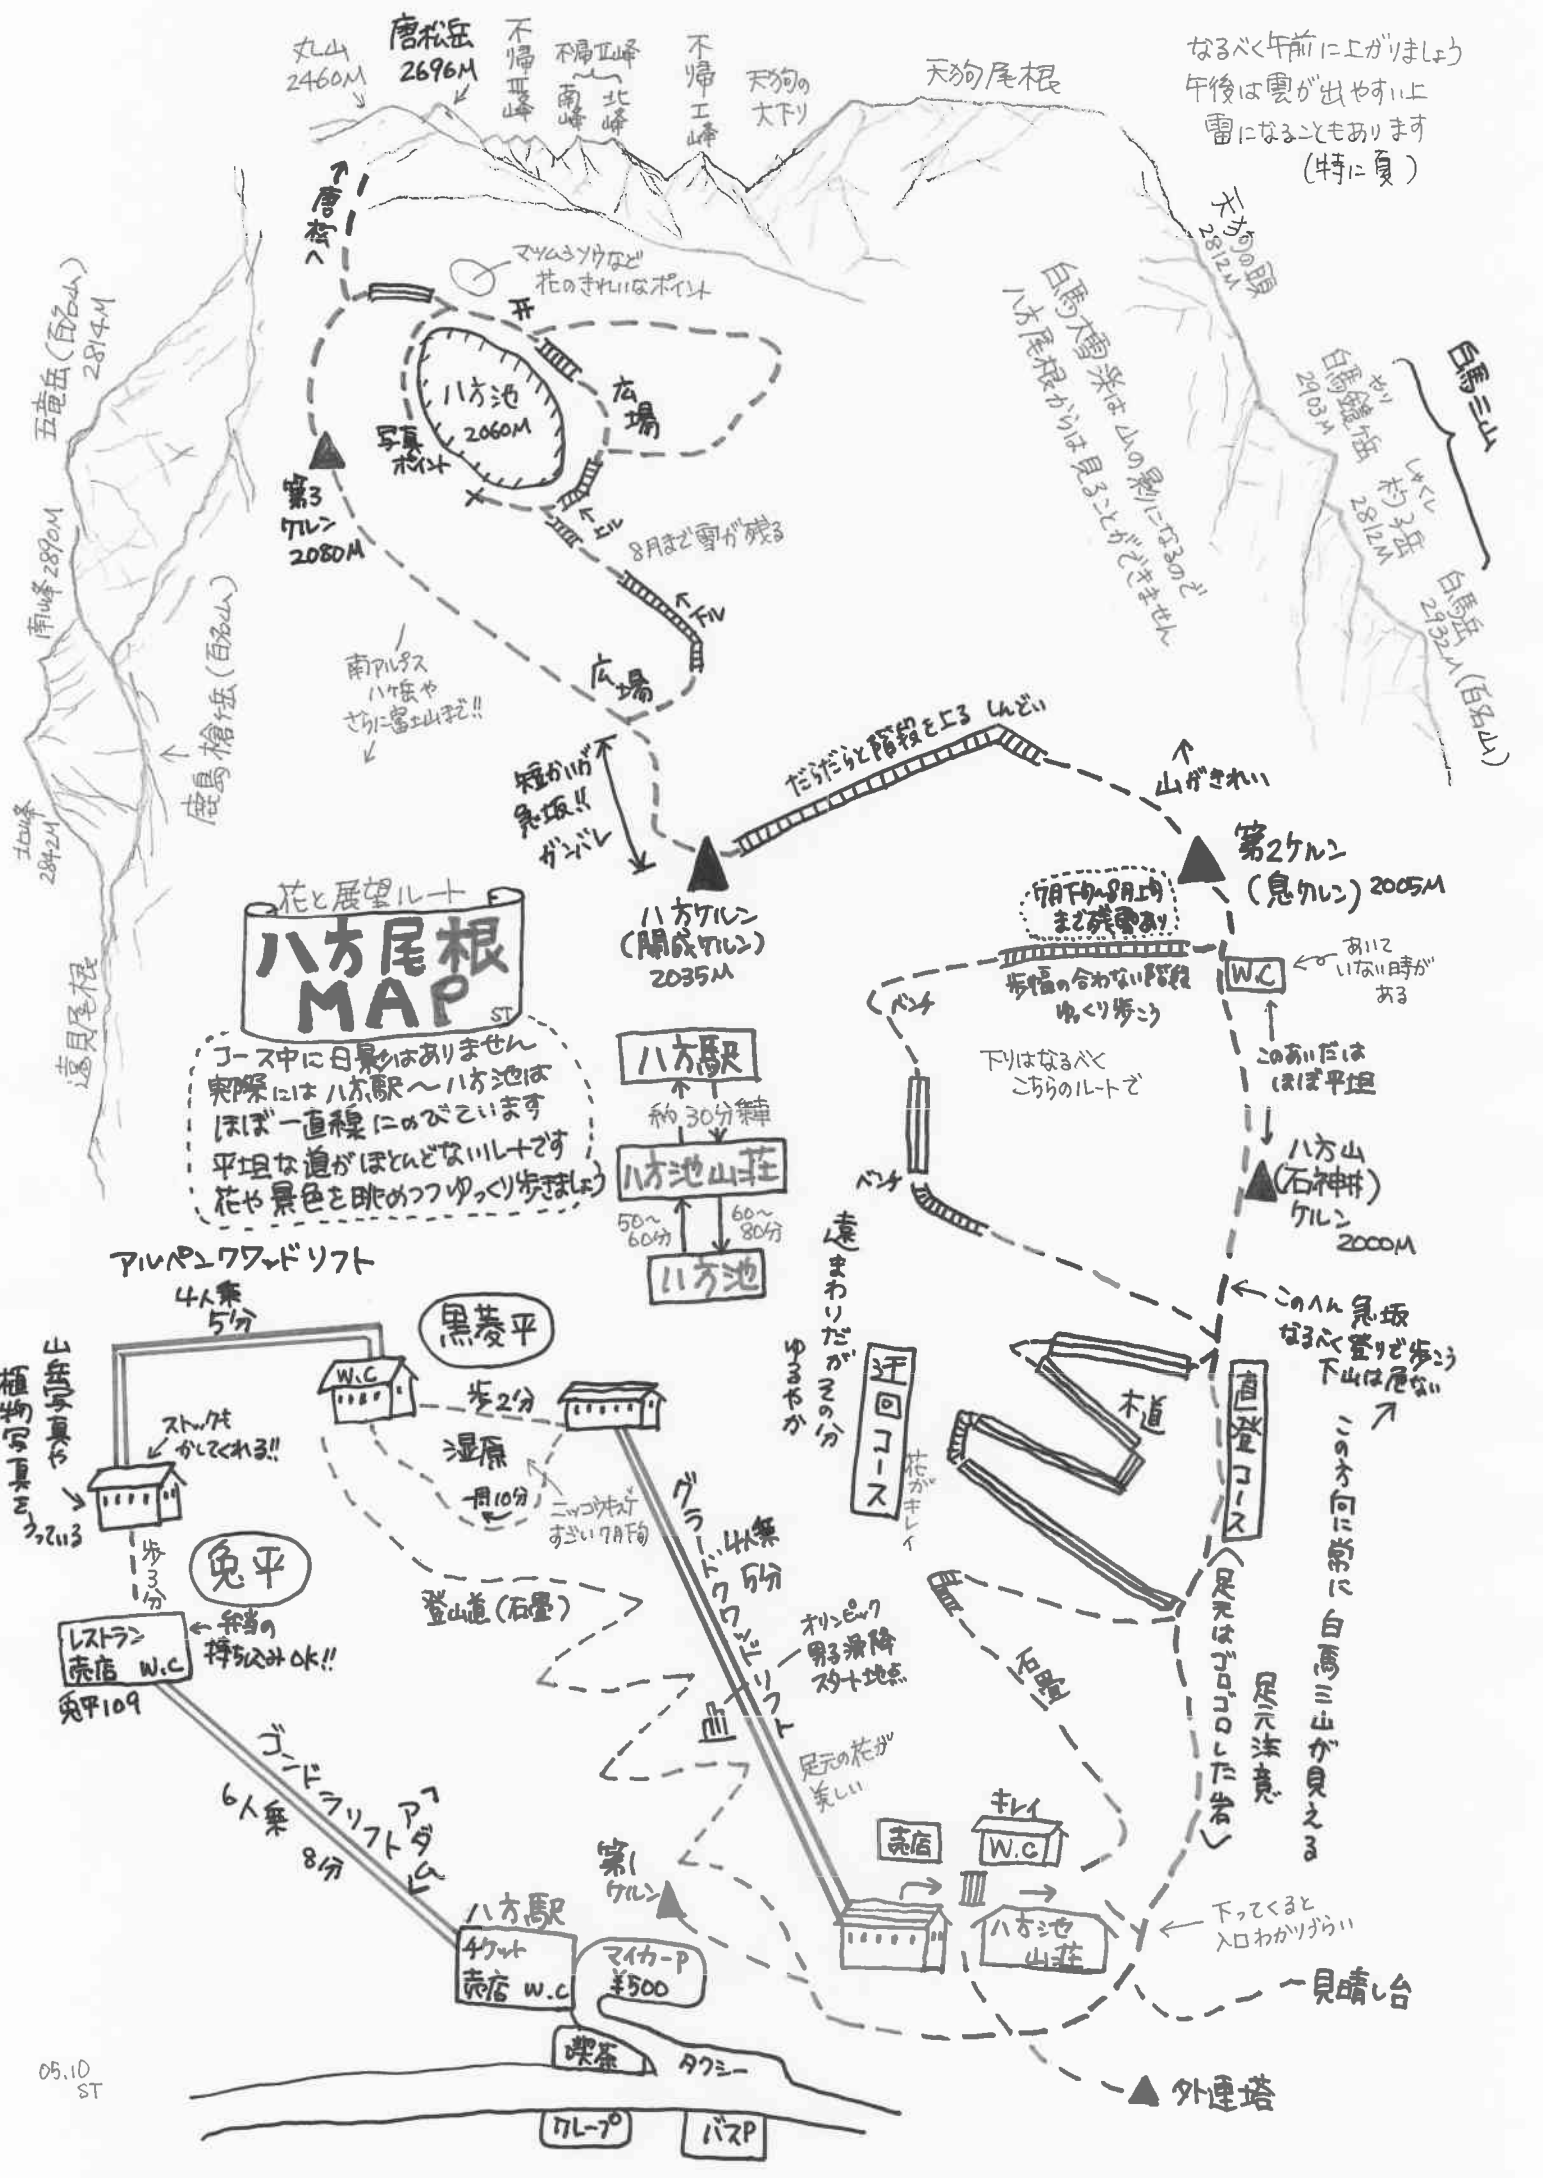 丸山
2460M
唐松岳
2696M
不帰Ⅲ峰
不帰Ⅱ峰
南峰
北峰
不帰Ⅰ峰
天狗の
大下り
天狗尾根
なるべく午前に上がりましょう
午後は雲が出やすい上
雷になることもあります
(特に夏)
天狗の頭
2812M
白馬三山
やり
白馬鑓ヶ岳
2903M
しゃくし
杓子岳
2812M
白馬岳
2932M(百名山)
白馬大雪渓は山の影になるので
八方尾根からは見ることができません
唐松へ
マツムシソウなど
花のきれいなポイント
八方池
2060M
広場
写真
ポイント
第3
ケルン
2080M
8月まで雪が残る
広場
五竜岳(百名山)
2814M
南峰2890M
鹿島槍ヶ岳(百名山)
北峰
2842M
遠見尾根
南アルプス
八ヶ岳や
さらに富士山まで!!
短かいが
急坂!!
ガンバレ
だらだらと階段を上る しんどい
山がきれい
八方ケルン
(開成ケルン)
2035M
第2ケルン
(息ケルン)2005M
7月下旬〜8月上旬
まで残雪あり
歩幅の合わない階段
ゆっくり歩こう
W.C
あいて
いない時が
ある
ベンチ
下りはなるべく
こちらのルートで
このあいだは
ほぼ平坦
八方山
(石神井)
ケルン
2000M
ベンチ
花と展望ルート
八方尾根
MAP
ST
コース中に日影はありません
実際には八方駅〜八方池は
ほぼ一直線にのびています
平坦な道がほとんどないルートです
花や景色を眺めつつゆっくり歩きましょう
八方駅
約30分乗車
八方池山荘
50〜
60分
60〜
80分
八方池
遠まわりだがその分
ゆるやか
迂回コース
花がキレイ
木道
直登コース
このへん急坂
なるべく登りで歩こう
下山は危ない
この方向に常に白馬三山が見える
足元注意
(足元はゴロゴロした岩)
アルペンクワッドリフト
4人乗
5分
黒菱平
W.C
歩2分
湿原
一周10分
ニッコウキスゲ
すごい7月下旬
山岳写真や
植物写真を
うっている
ストックも
かしてくれる!!
歩3分
兎平
レストラン
売店 W.C
兎平109
弁当の
持ち込みOK!!
登山道(石畳)
グラードクワッドリフト
4人乗
5分
オリンピック
男子滑降
スタート地点
足元の花が
美しい
石畳
ゴンドラリフト「アダム」
6人乗 8分
第1
ケルン
売店
キレイ
W.C
八方池
山荘
下ってくると
入口わかりづらい
見晴し台
外連塔
八方駅
チケット
売店 W.C
マイカーP
¥500
喫茶
タクシー
クレープ
バスP
05.10
ST